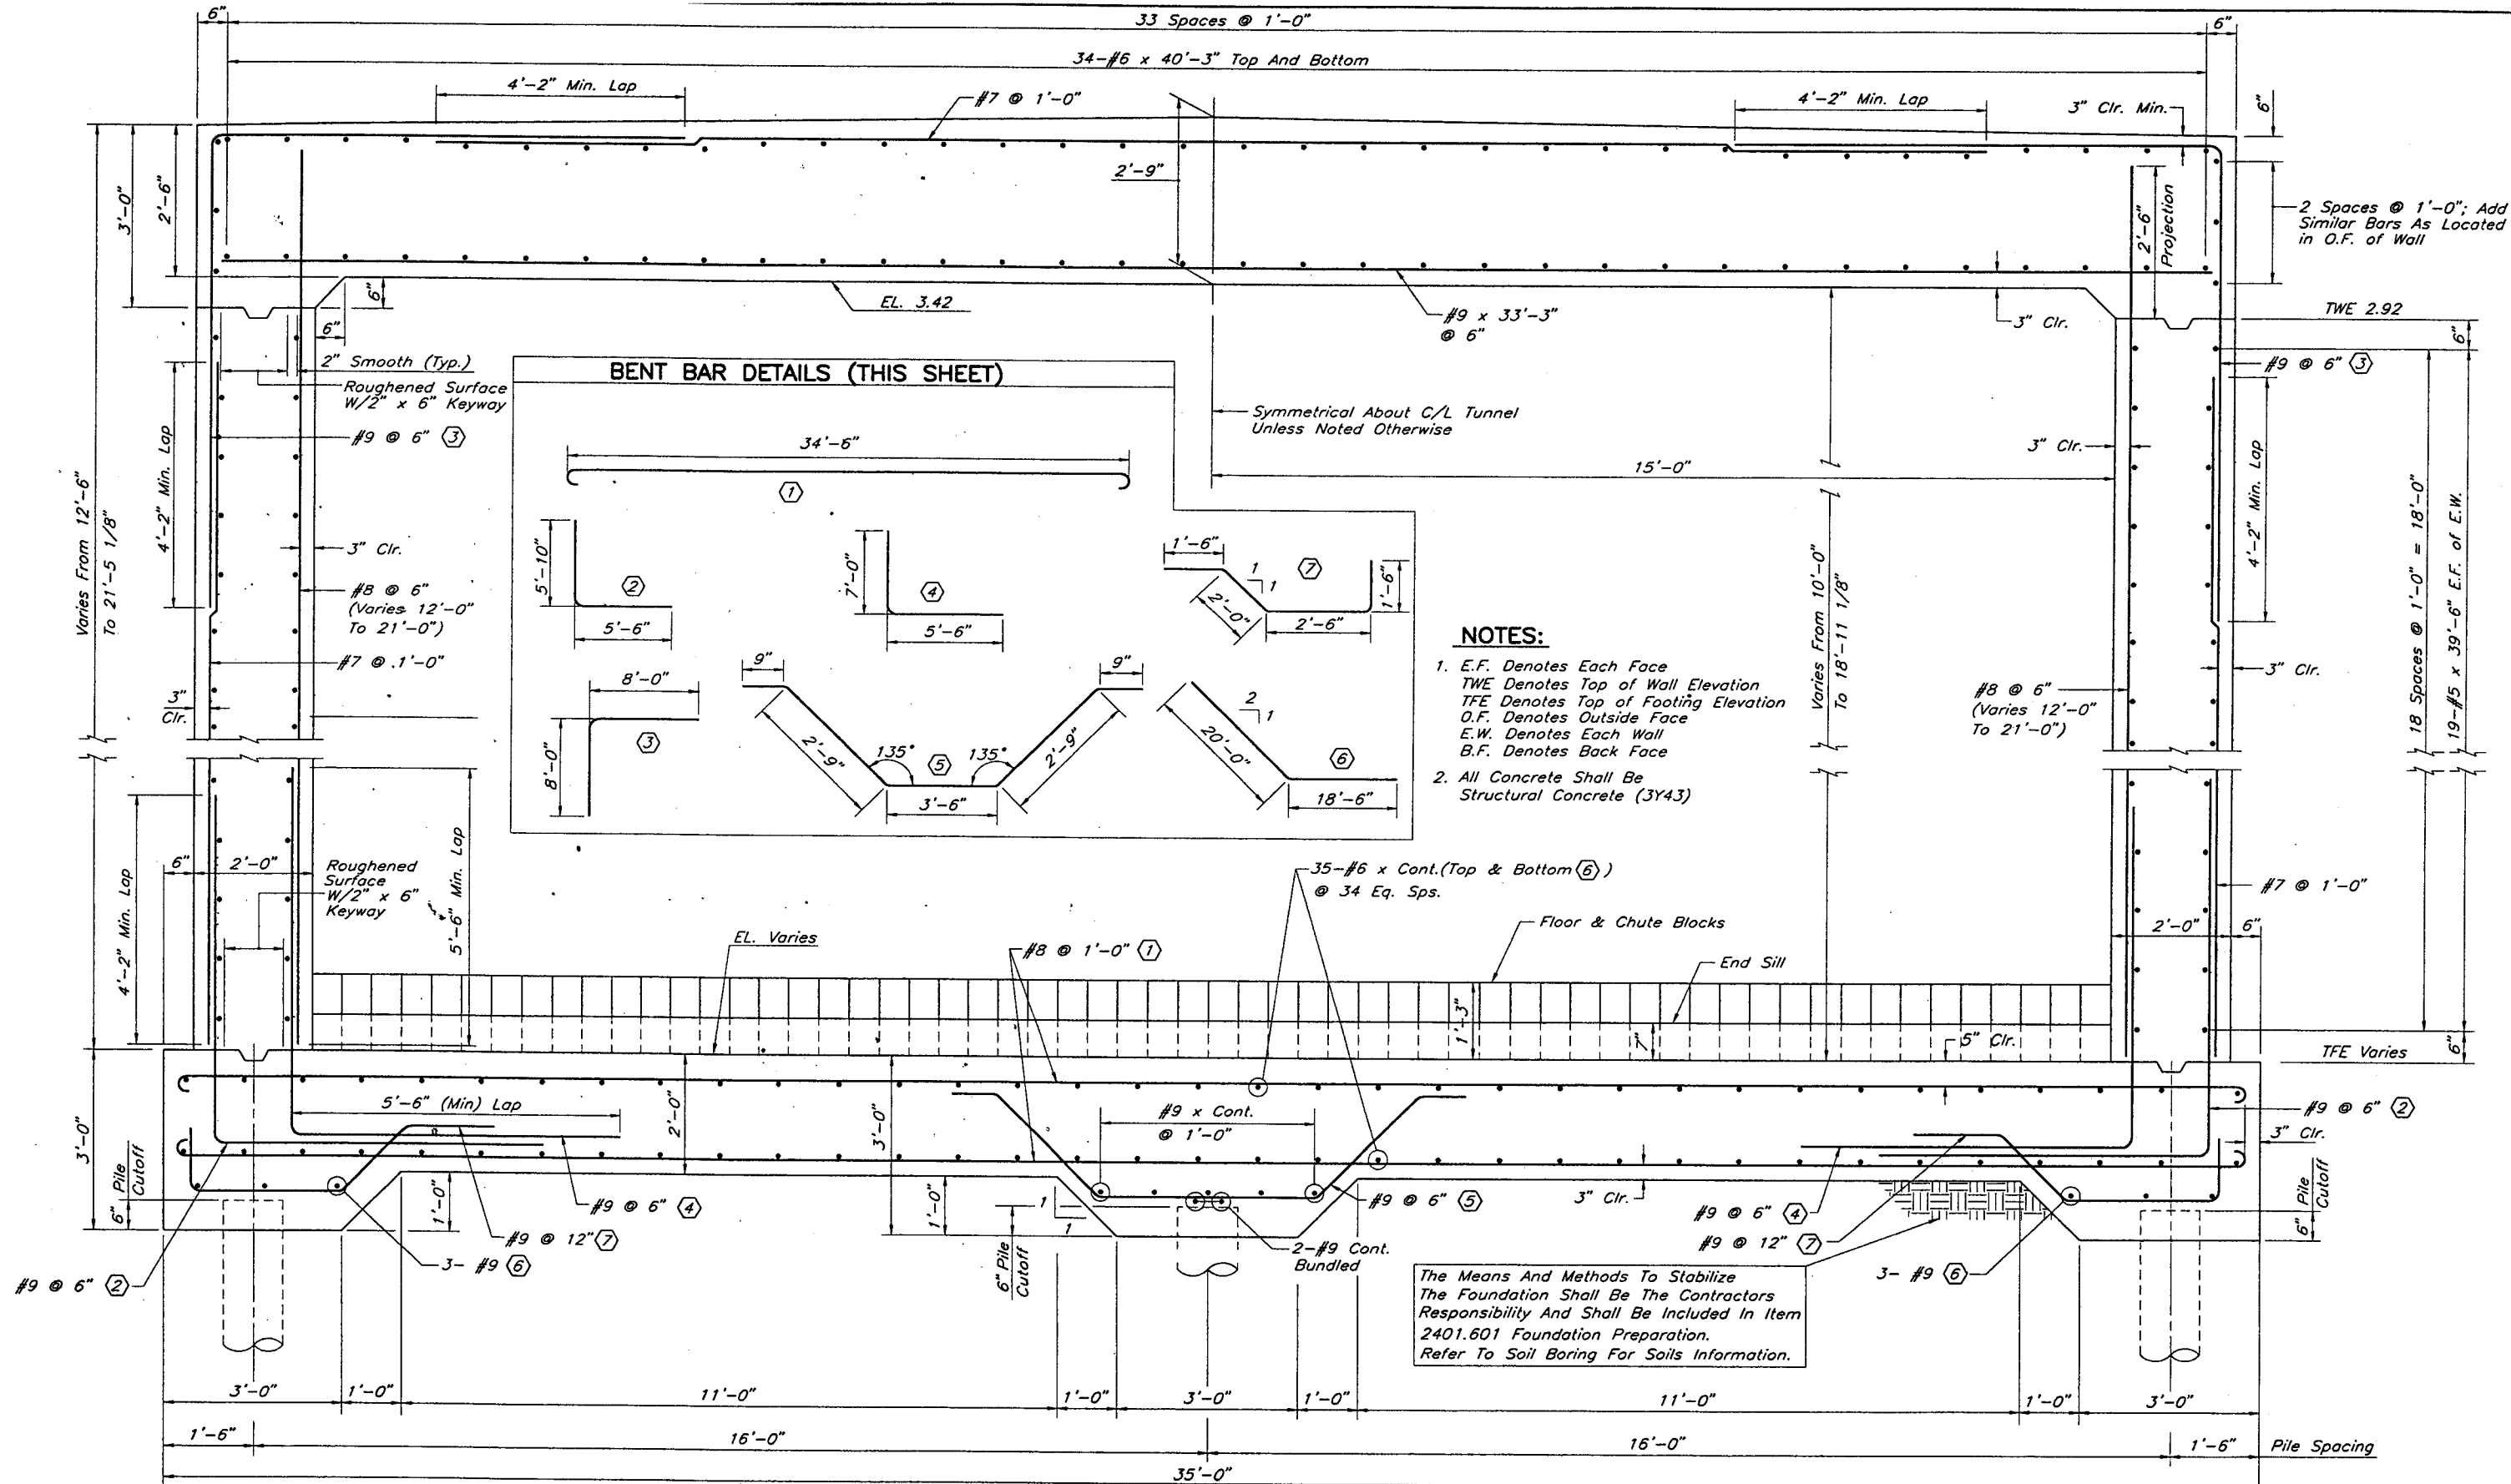 6"
33 Spaces @ 1'-0"
6"
34-#6 x 40'-3" Top And Bottom
4'-2" Min. Lap
#7 @ 1'-0"
4'-2" Min. Lap
3" Clr. Min.
6"
3'-0"
2'-6"
2'-9"
2'-6"
Projection
2 Spaces @ 1'-0"; Add
Similar Bars As Located
in O.F. of Wall
6"
EL. 3.42
6"
#9 x 33'-3"
@ 6"
3" Clr.
TWE 2.92
6"
2" Smooth (Typ.)
Roughened Surface
W/2" x 6" Keyway
#9 @ 6" 3
4'-2" Min. Lap
Varies From 12'-6"
To 21'-5 1/8"
3" Clr.
#8 @ 6"
(Varies 12'-0"
To 21'-0")
#7 @ 1'-0"
3"
Clr.
BENT BAR DETAILS (THIS SHEET)
34'-6"
1
5'-10"
2
5'-6"
7'-0"
4
5'-6"
1'-6"
1
1
7
1'-6"
2'-0"
2'-6"
8'-0"
8'-0"
3
9"
9"
2'-9"
135°
135°
5
2'-9"
3'-6"
2
1
20'-0"
6
18'-6"
Symmetrical About C/L Tunnel
Unless Noted Otherwise
15'-0"
#9 @ 6" 3
3" Clr.
4'-2" Min. Lap
18 Spaces @ 1'-0" = 18'-0"
19-#5 x 39'-6" E.F. of E.W.
Varies From 10'-0"
To 18'-11 1/8"
3" Clr.
#8 @ 6"
(Varies 12'-0"
To 21'-0")
NOTES:
1. E.F. Denotes Each Face
TWE Denotes Top of Wall Elevation
TFE Denotes Top of Footing Elevation
O.F. Denotes Outside Face
E.W. Denotes Each Wall
B.F. Denotes Back Face
2. All Concrete Shall Be
Structural Concrete (3Y43)
6"
2'-0"
Roughened
Surface
W/2" x 6"
Keyway
4'-2" Min. Lap
5'-6" Min. Lap
35-#6 x Cont.(Top & Bottom 6 )
@ 34 Eq. Sps.
#7 @ 1'-0"
2'-0"
6"
Floor & Chute Blocks
EL. Varies
#8 @ 1'-0" 1
End Sill
1'-3"
7"
5" Clr.
TFE Varies
6"
5'-6" (Min) Lap
2'-0"
3'-0"
#9 x Cont.
@ 1'-0"
#9 @ 6" 2
3" Clr.
3'-0"
6" Pile
Cutoff
1'-0"
#9 @ 6" 4
#9 @ 12" 7
3- #9 6
#9 @ 6" 2
1'-0"
1
1
6" Pile
Cutoff
2-#9 Cont.
Bundled
#9 @ 6" 5
3" Clr.
#9 @ 6" 4
#9 @ 12" 7
3- #9 6
6" Pile
Cutoff
The Means And Methods To Stabilize
The Foundation Shall Be The Contractors
Responsibility And Shall Be Included In Item
2401.601 Foundation Preparation.
Refer To Soil Boring For Soils Information.
3'-0"
1'-0"
11'-0"
1'-0"
3'-0"
1'-0"
11'-0"
1'-0"
3'-0"
1'-6"
16'-0"
16'-0"
1'-6"
Pile Spacing
35'-0"